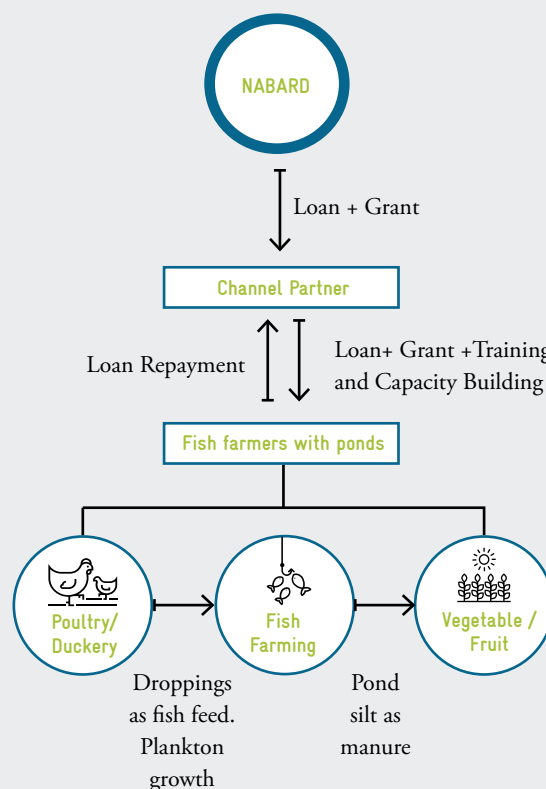 NABARD
Loan + Grant
Channel Partner
Loan Repayment
Loan+ Grant +Training
and Capacity Building
Fish farmers with ponds
Poultry/
Duckery
Fish
Farming
Vegetable /
Fruit
Droppings
as fish feed.
Plankton
growth
Pond
silt as
manure